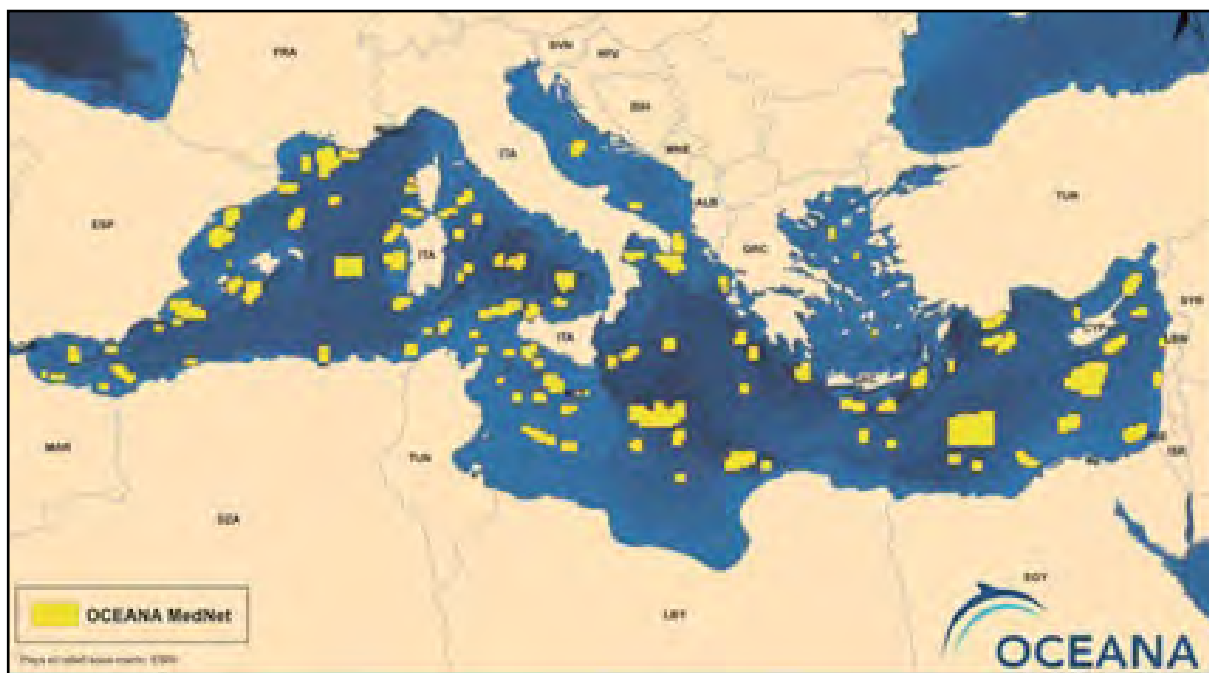 SVN
HRV
FRA
BIH
ITA
MNE
ALB
TUR
ESP
GRC
ITA
SYR
CYP
LBN
ITA
MAR
TUN
ISR
DZA
EGY
LBY
OCEANA MedNet
OCEANA